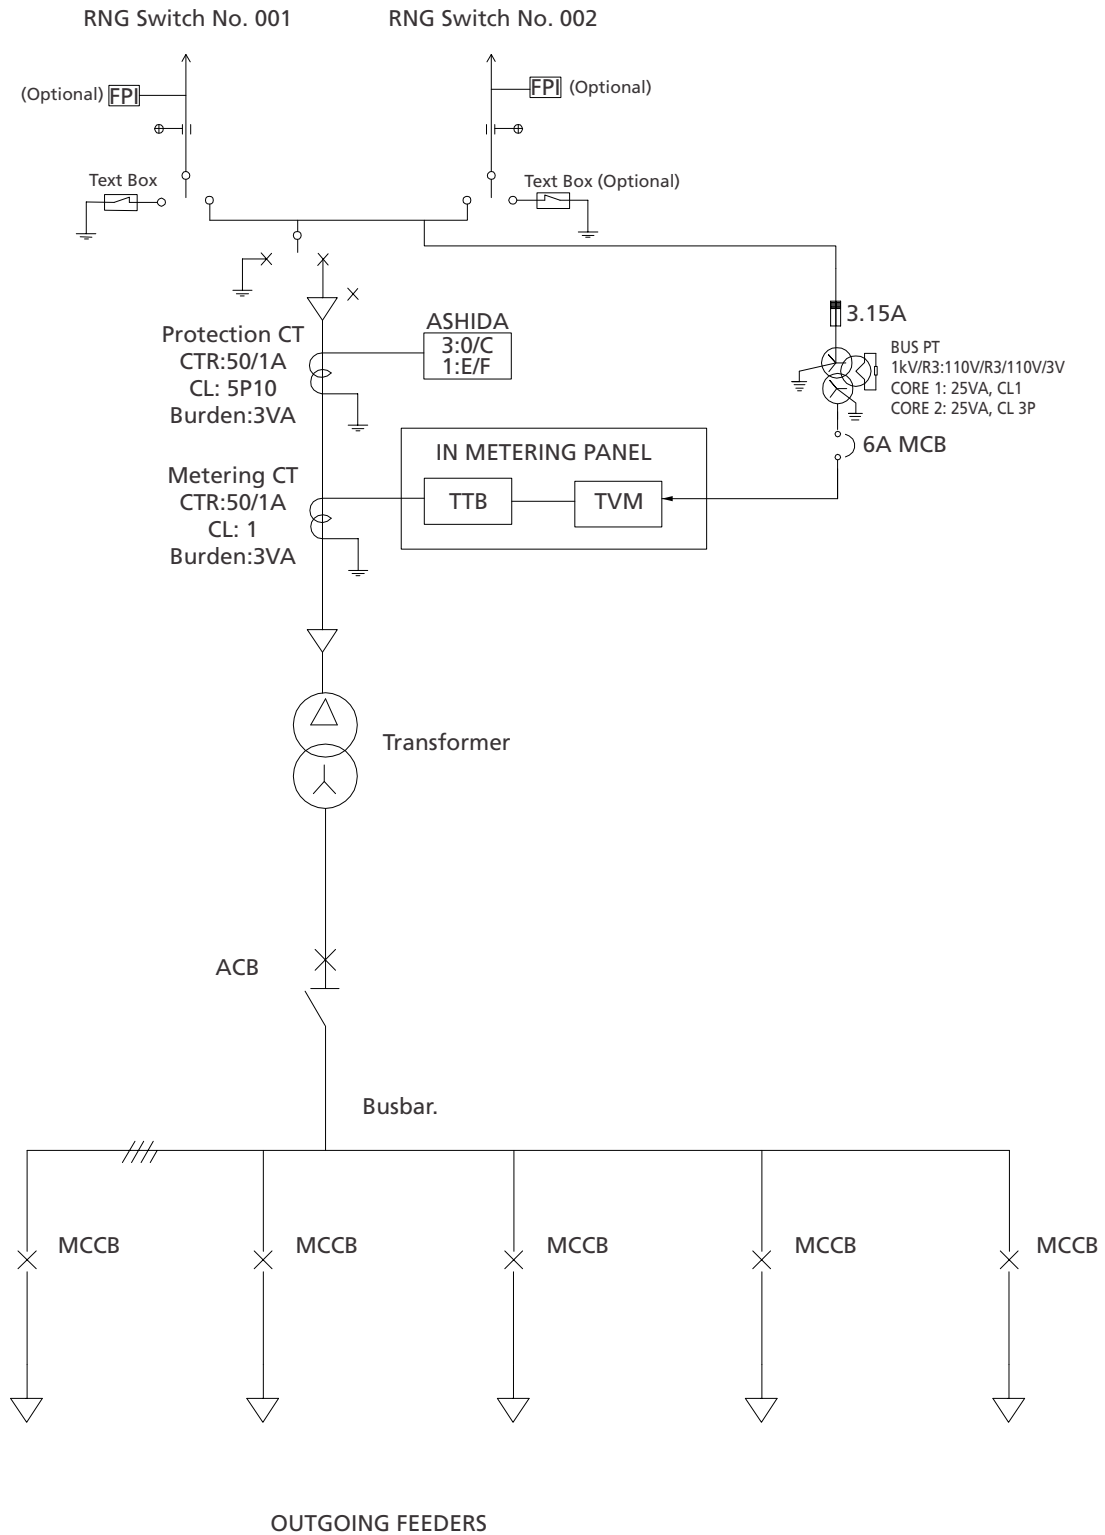 RNG Switch No. 001
RNG Switch No. 002
(Optional) FPI
FPI (Optional)
Text Box
Text Box (Optional)
3.15A
ASHIDA
3:0/C
1:E/F
Protection CT
CTR:50/1A
CL: 5P10
Burden:3VA
BUS PT
1kV/R3:110V/R3/110V/3V
CORE 1: 25VA, CL1
CORE 2: 25VA, CL 3P
6A MCB
IN METERING PANEL
TTB
TVM
Metering CT
CTR:50/1A
CL: 1
Burden:3VA
Transformer
ACB
Busbar.
MCCB
MCCB
MCCB
MCCB
MCCB
OUTGOING FEEDERS